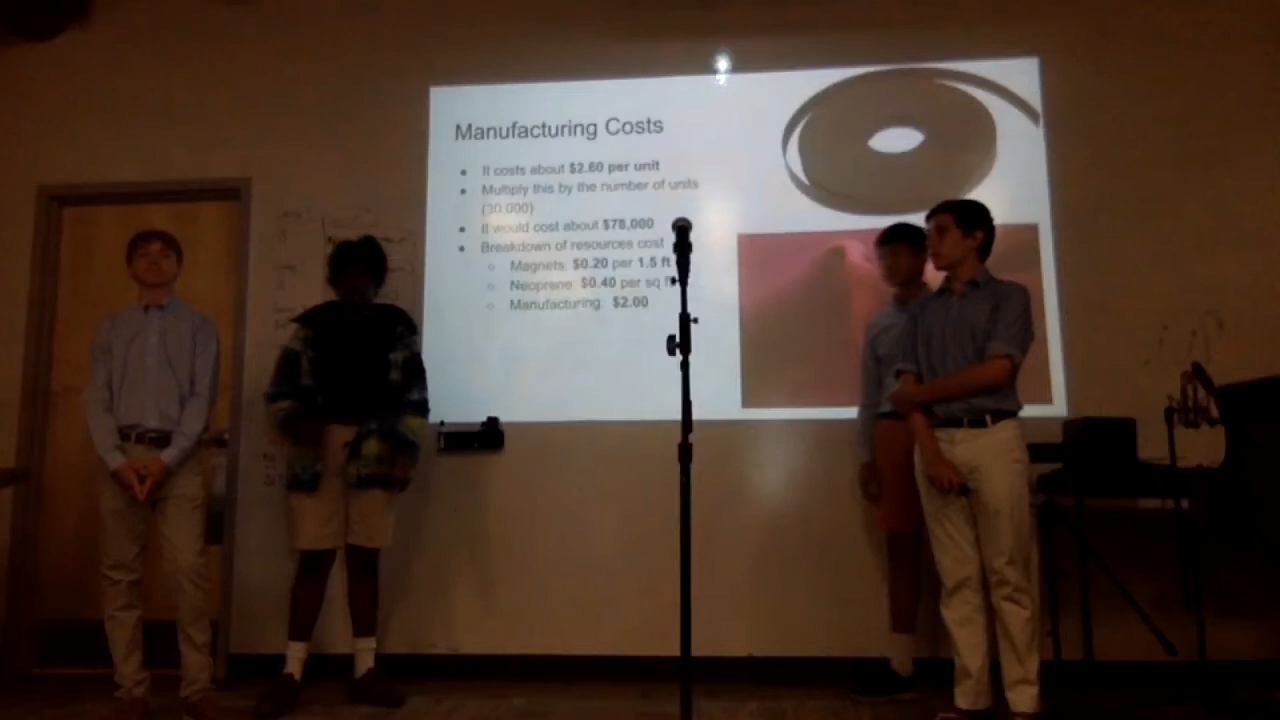 Manufacturing Costs
It costs about $2.60 per unit
Multiply this by the number of units
(30,000)
It would cost about $78,000
Breakdown of resources cost
Magnets: $0.20 per 1.5 ft
Neoprene: $0.40 per sq
Manufacturing: $2.00